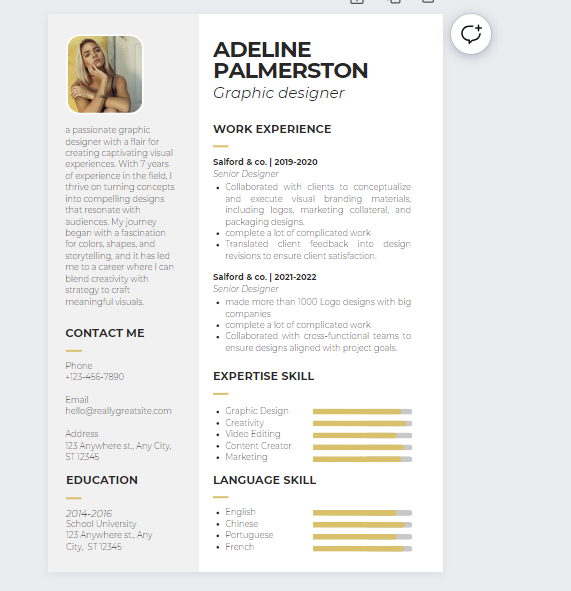 ADELINE
PALMERSTON
Graphic designer
a passionate graphic
designer with a flair for
creating captivating visual
experiences. With 7 years
of experience in the field, I
thrive on turning concepts
into compelling designs
that resonate with
audiences. My journey
began with a fascination
for colors, shapes, and
storytelling, and it has led
me to a career where I can
blend creativity with
strategy to craft
meaningful visuals.
CONTACT ME
Phone
+123-456-7890
Email
hello@reallygreatsite.com
Address
123 Anywhere st., Any City,
ST 12345
EDUCATION
2014-2016
School University
123 Anywhere st., Any
City, ST 12345
WORK EXPERIENCE
Salford & co. | 2019-2020
Senior Designer
• Collaborated with clients to conceptualize
and execute visual branding materials,
including logos, marketing collateral, and
packaging designs.
• complete a lot of complicated work
• Translated client feedback into design
revisions to ensure client satisfaction.
Salford & co. | 2021-2022
Senior Designer
• made more than 1000 Logo designs with big
companies
• complete a lot of complicated work
• Collaborated with cross-functional teams to
ensure designs aligned with project goals.
EXPERTISE SKILL
• Graphic Design
• Creativity
• Video Editing
• Content Creator
• Marketing
LANGUAGE SKILL
• English
• Chinese
• Portuguese
• French